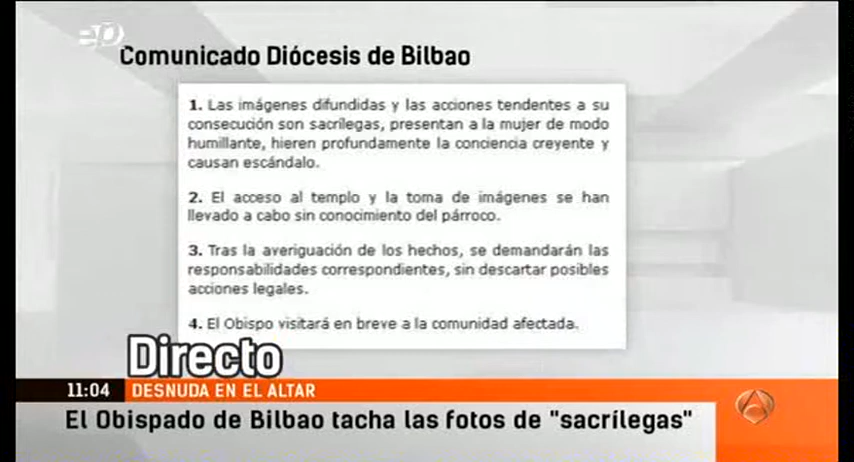 Comunicado Diócesis de Bilbao
1. Las imágenes difundidas y las acciones tendentes a su
consecución son sacrílegas, presentan a la mujer de modo
humillante, hieren profundamente la conciencia creyente y
causan escándalo.
2. El acceso al templo y la toma de imágenes se han
llevado a cabo sin conocimiento del párroco.
3. Tras la averiguación de los hechos, se demandarán las
responsabilidades correspondientes, sin descartar posibles
acciones legales.
4. El Obispo visitará en breve a la comunidad afectada.
Directo
11:04 DESNUDA EN EL ALTAR
El Obispado de Bilbao tacha las fotos de "sacrílegas"